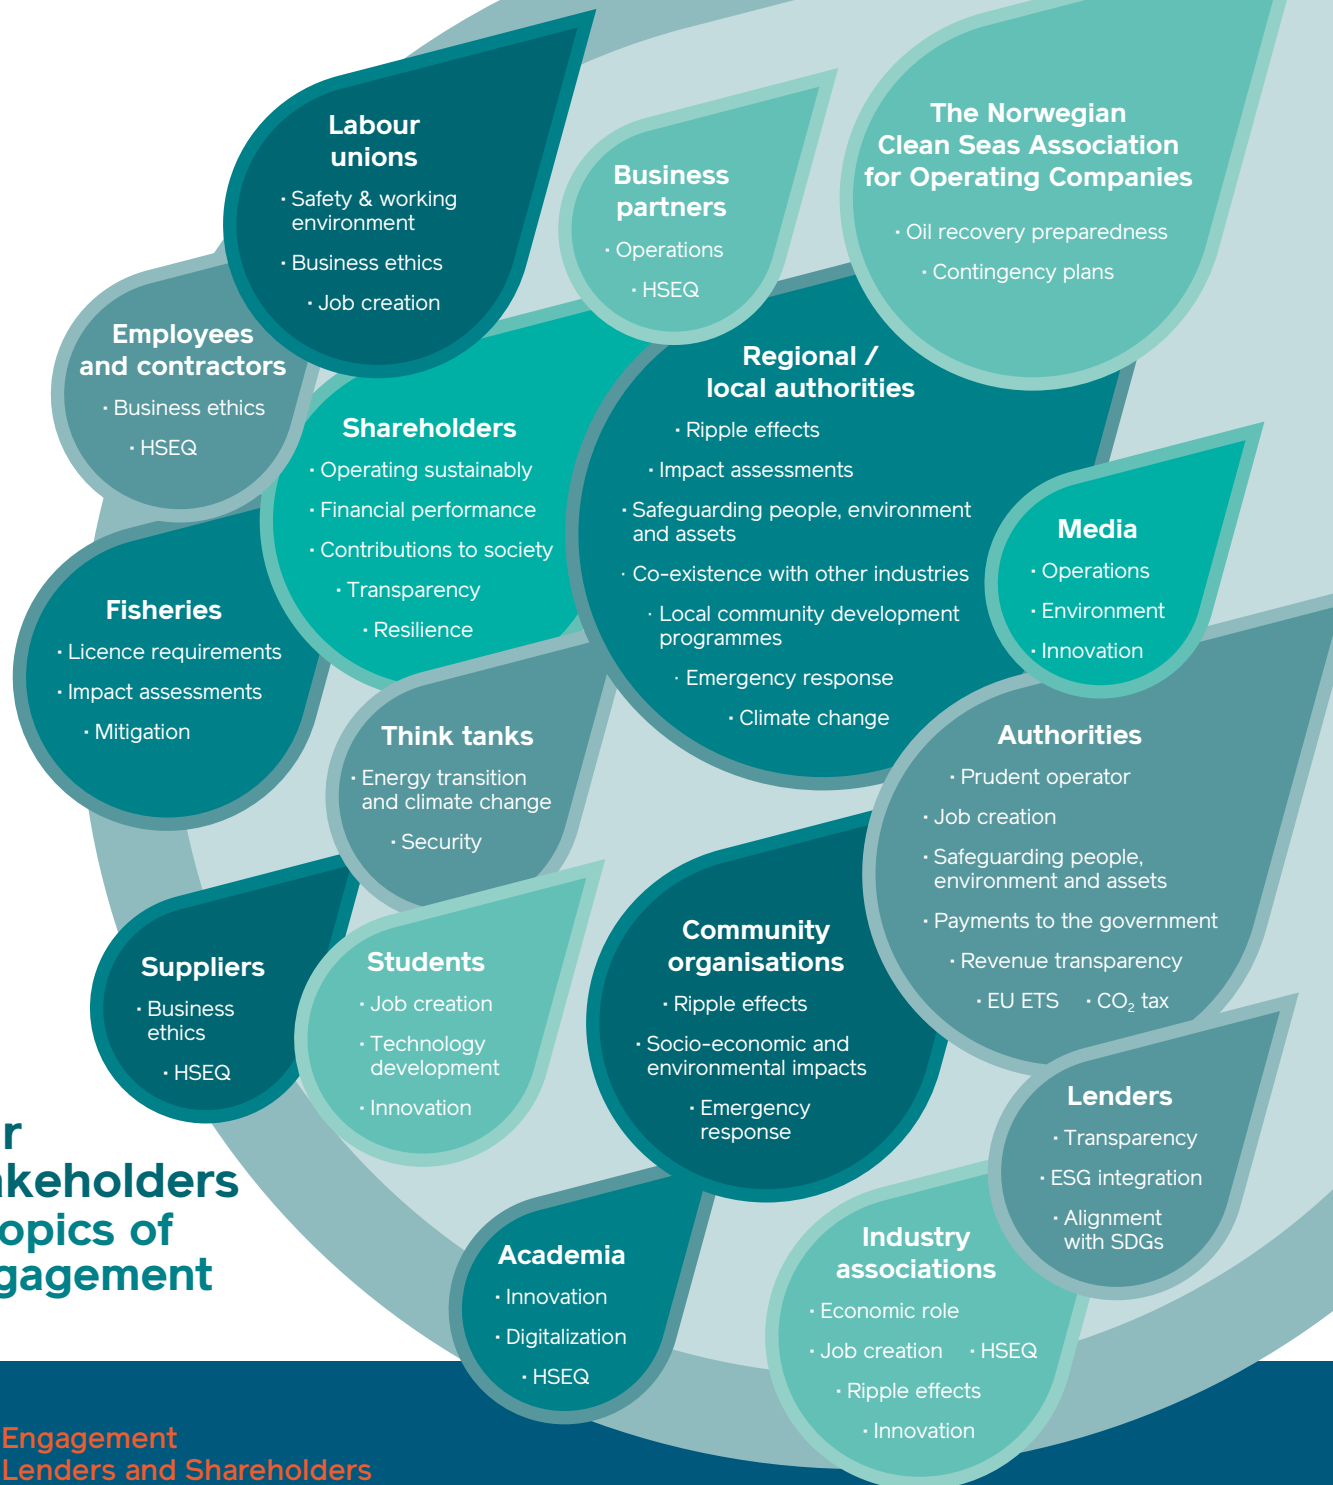 Labour
unions
· Safety & working
environment
· Business ethics
· Job creation
Business
partners
· Operations
· HSEQ
The Norwegian
Clean Seas Association
for Operating Companies
· Oil recovery preparedness
· Contingency plans
Employees
and contractors
· Business ethics
· HSEQ
Shareholders
· Operating sustainably
· Financial performance
· Contributions to society
· Transparency
· Resilience
Regional /
local authorities
· Ripple effects
· Impact assessments
· Safeguarding people, environment
and assets
· Co-existence with other industries
· Local community development
programmes
· Emergency response
· Climate change
Media
· Operations
· Environment
· Innovation
Fisheries
· Licence requirements
· Impact assessments
· Mitigation
Think tanks
· Energy transition
and climate change
· Security
Authorities
· Prudent operator
· Job creation
· Safeguarding people,
environment and assets
· Payments to the government
· Revenue transparency
· EU ETS · CO₂ tax
Suppliers
· Business
ethics
· HSEQ
Students
· Job creation
· Technology
development
· Innovation
Community
organisations
· Ripple effects
· Socio-economic and
environmental impacts
· Emergency
response
Lenders
· Transparency
· ESG integration
· Alignment
with SDGs
Academia
· Innovation
· Digitalization
· HSEQ
Industry
associations
· Economic role
· Job creation · HSEQ
· Ripple effects
· Innovation
r
akeholders
opics of
gagement
Engagement
Lenders and Shareholders